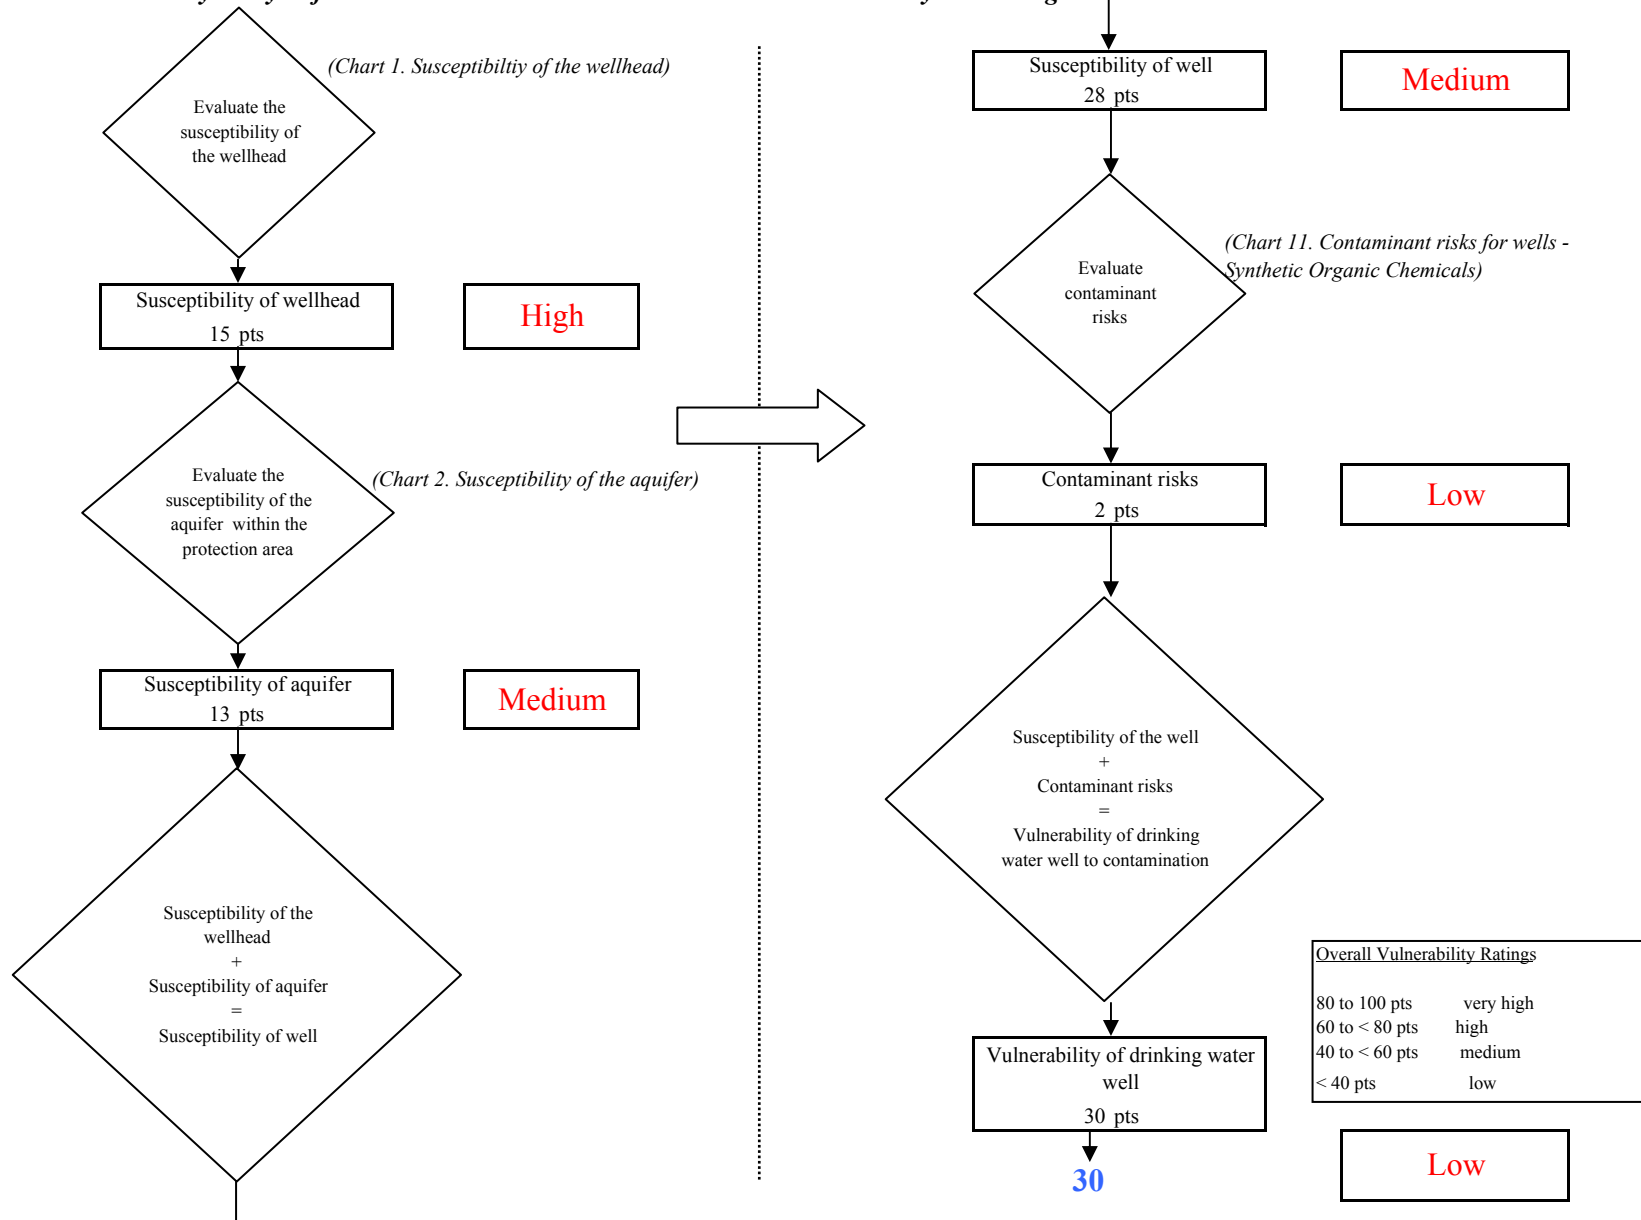 (Chart 1. Susceptibiltiy of the wellhead)
Evaluate the
susceptibility of
the wellhead
Susceptibility of wellhead
15 pts
High
Evaluate the
susceptibility of the
aquifer within the
protection area
(Chart 2. Susceptibility of the aquifer)
Susceptibility of aquifer
13 pts
Medium
Susceptibility of the
wellhead
+
Susceptibility of aquifer
=
Susceptibility of well
Susceptibility of well
28 pts
Medium
(Chart 11. Contaminant risks for wells -
Synthetic Organic Chemicals)
Evaluate
contaminant
risks
Contaminant risks
2 pts
Low
Susceptibility of the well
+
Contaminant risks
=
Vulnerability of drinking
water well to contamination
Overall Vulnerability Ratings
80 to 100 pts very high
60 to < 80 pts high
40 to < 60 pts medium
< 40 pts low
Vulnerability of drinking water
well
30 pts
30
Low